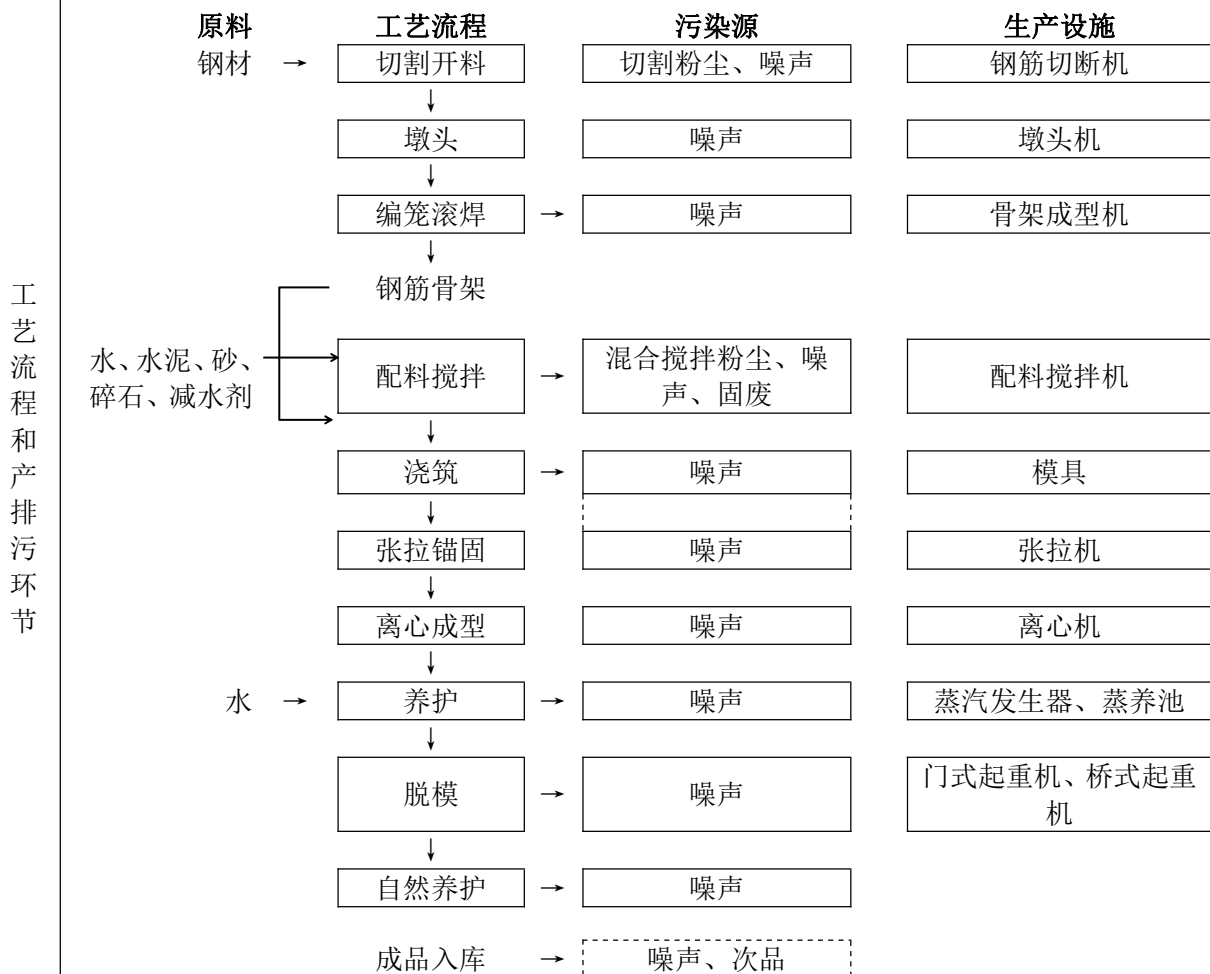 原料 工艺流程 污染源 生产设施
钢材 → 切割开料 切割粉尘、噪声 钢筋切断机
墩头 噪声 墩头机
编笼滚焊 → 噪声 骨架成型机
钢筋骨架
水、水泥、砂、
碎石、减水剂
配料搅拌 →
混合搅拌粉尘、噪
声、固废
配料搅拌机
浇筑 → 噪声 模具
张拉锚固 噪声 张拉机
离心成型 噪声 离心机
水 → 养护 → 噪声 蒸汽发生器、蒸养池
脱模 → 噪声
门式起重机、桥式起重
机
自然养护 → 噪声
成品入库 → 噪声、次品
工
艺
流
程
和
产
排
污
环
节